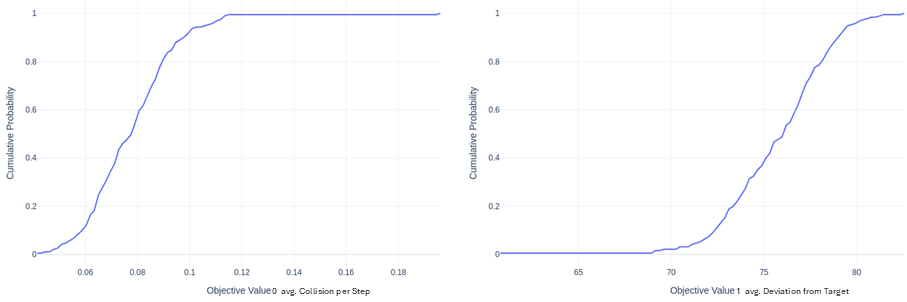 Cumulative Probability
1
0.8
0.6
0.4
0.2
0
0.06 0.08 0.1 0.12 0.14 0.16 0.18
Objective Value0 avg. Collision per Step
Cumulative Probability
1
0.8
0.6
0.4
0.2
0
65 70 75 80
Objective Value1 avg. Deviation from Target